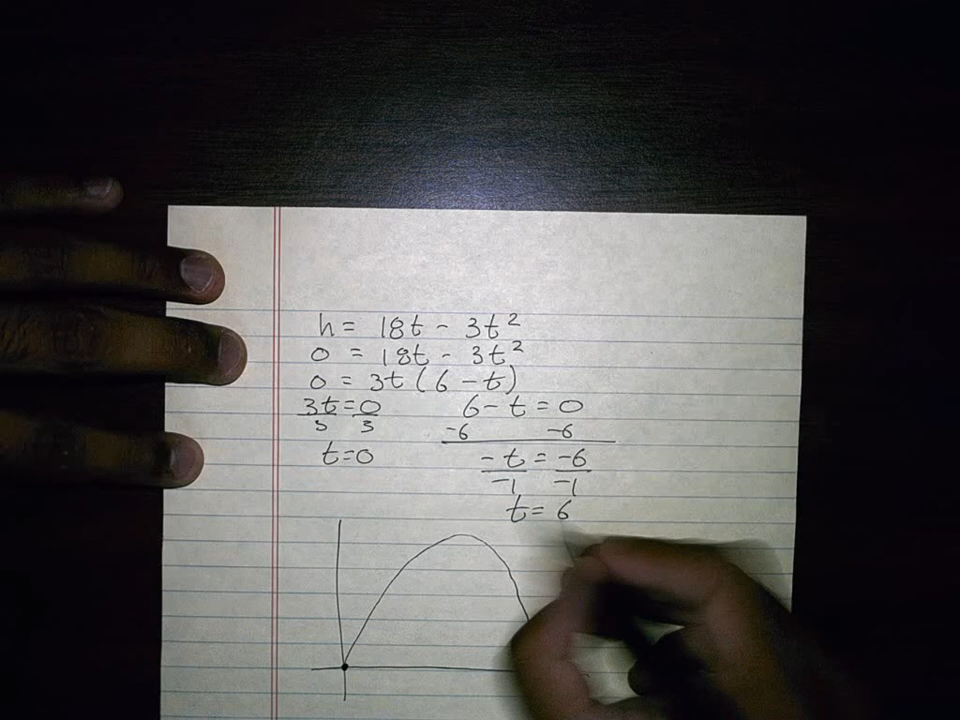 h = 18t - 3t²
0 = 18t - 3t²
0 = 3t (6 - t)
3t = 0 6 - t = 0
3 3 -6 -6
t = 0 -t = -6
-1 -1
t = 6